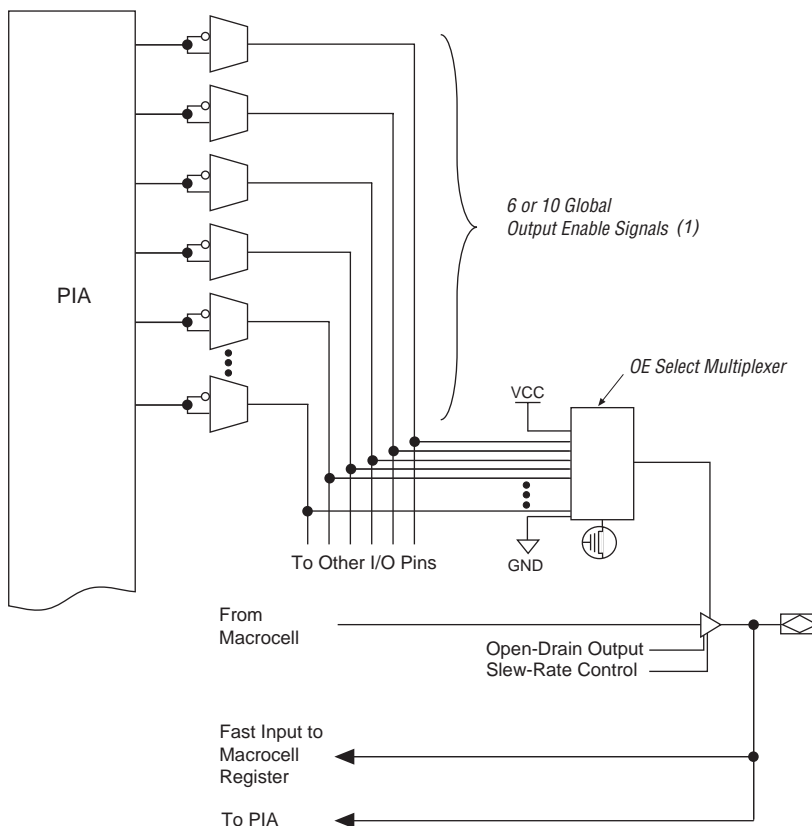 PIA
6 or 10 Global
Output Enable Signals (1)
OE Select Multiplexer
VCC
GND
To Other I/O Pins
From
Macrocell
Open-Drain Output
Slew-Rate Control
Fast Input to
Macrocell
Register
To PIA